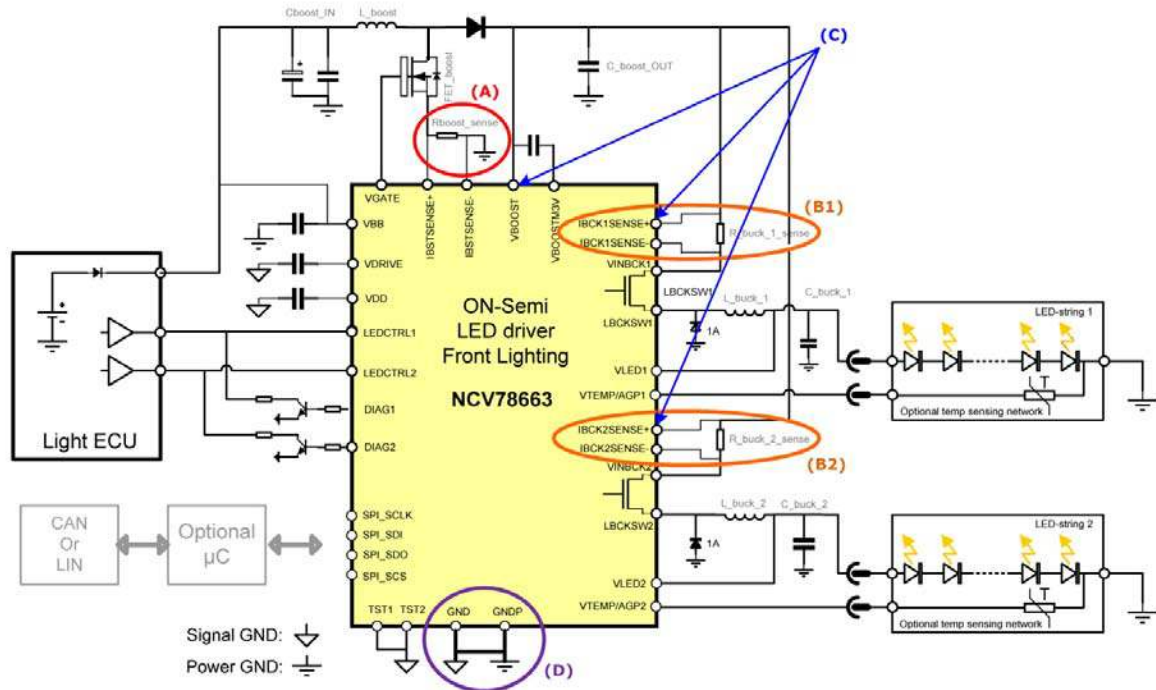 Cboost_IN
L_boost
(C)
C_boost_OUT
FET_boost
(A)
Rboost_sense
VGATE
IBSTSENSE+
IBSTSENSE-
VBOOST
VBOOSTM3V
VBB
IBCK1SENSE+
(B1)
R_buck_1_sense
IBCK1SENSE-
VDRIVE
VINBCK1
VDD
LBCKSW1
L_buck_1
C_buck_1
ON-Semi
LED driver
Front Lighting
NCV78663
LBCKSW1
1A
LED-string 1
LEDCTRL1
LEDCTRL2
VLED1
T
VTEMP/AGP1
Optional temp sensing network
DIAG1
IBCK2SENSE+
Light ECU
DIAG2
IBCK2SENSE-
R_buck_2_sense
VINBCK2
(B2)
L_buck_2
C_buck_2
CAN
Or
LIN
Optional
µC
SPI_SCLK
SPI_SDI
SPI_SDO
SPI_SCS
LBCKSW2
1A
LED-string 2
VLED2
T
VTEMP/AGP2
Optional temp sensing network
TST1
TST2
GND
GNDP
Signal GND:
Power GND:
(D)